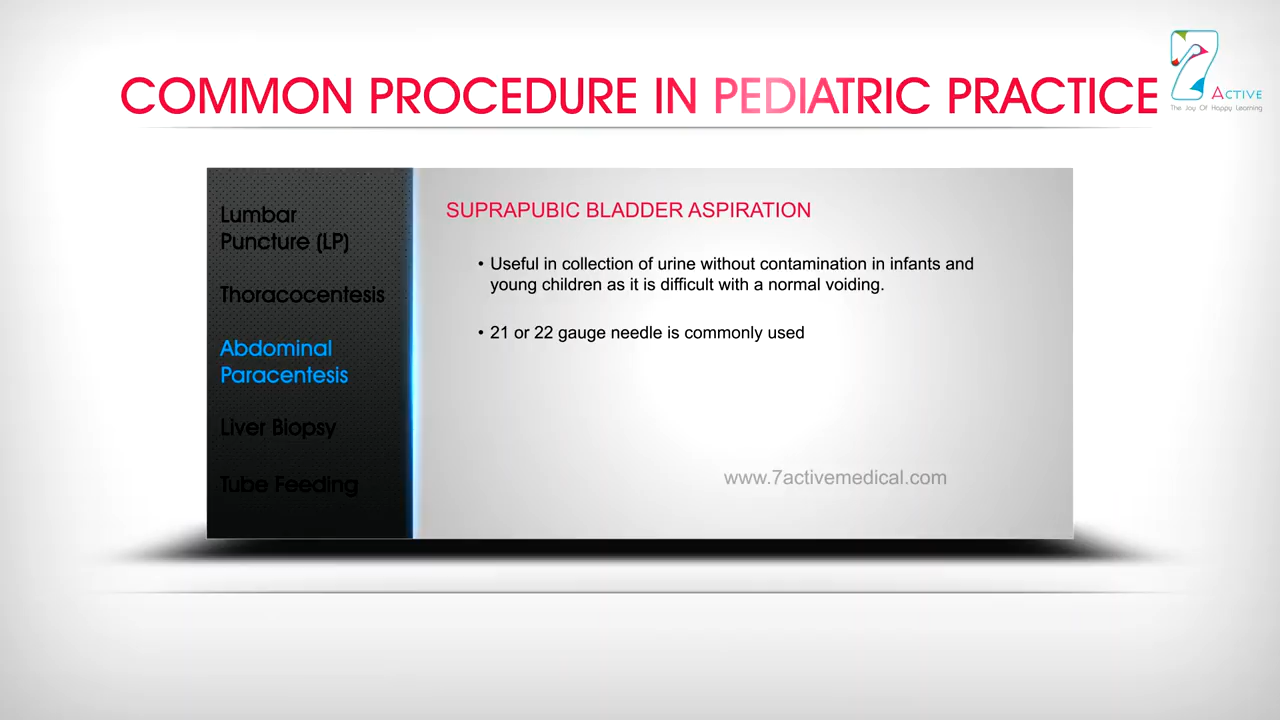 COMMON PROCEDURE IN PEDIATRIC PRACTICE
7
ACTIVE
The Joy Of Happy Learning
Lumbar
Puncture (LP)
Thoracocentesis
Abdominal
Paracentesis
Liver Biopsy
Tube Feeding
SUPRAPUBIC BLADDER ASPIRATION
• Useful in collection of urine without contamination in infants and
young children as it is difficult with a normal voiding.
• 21 or 22 gauge needle is commonly used
www.7activemedical.com